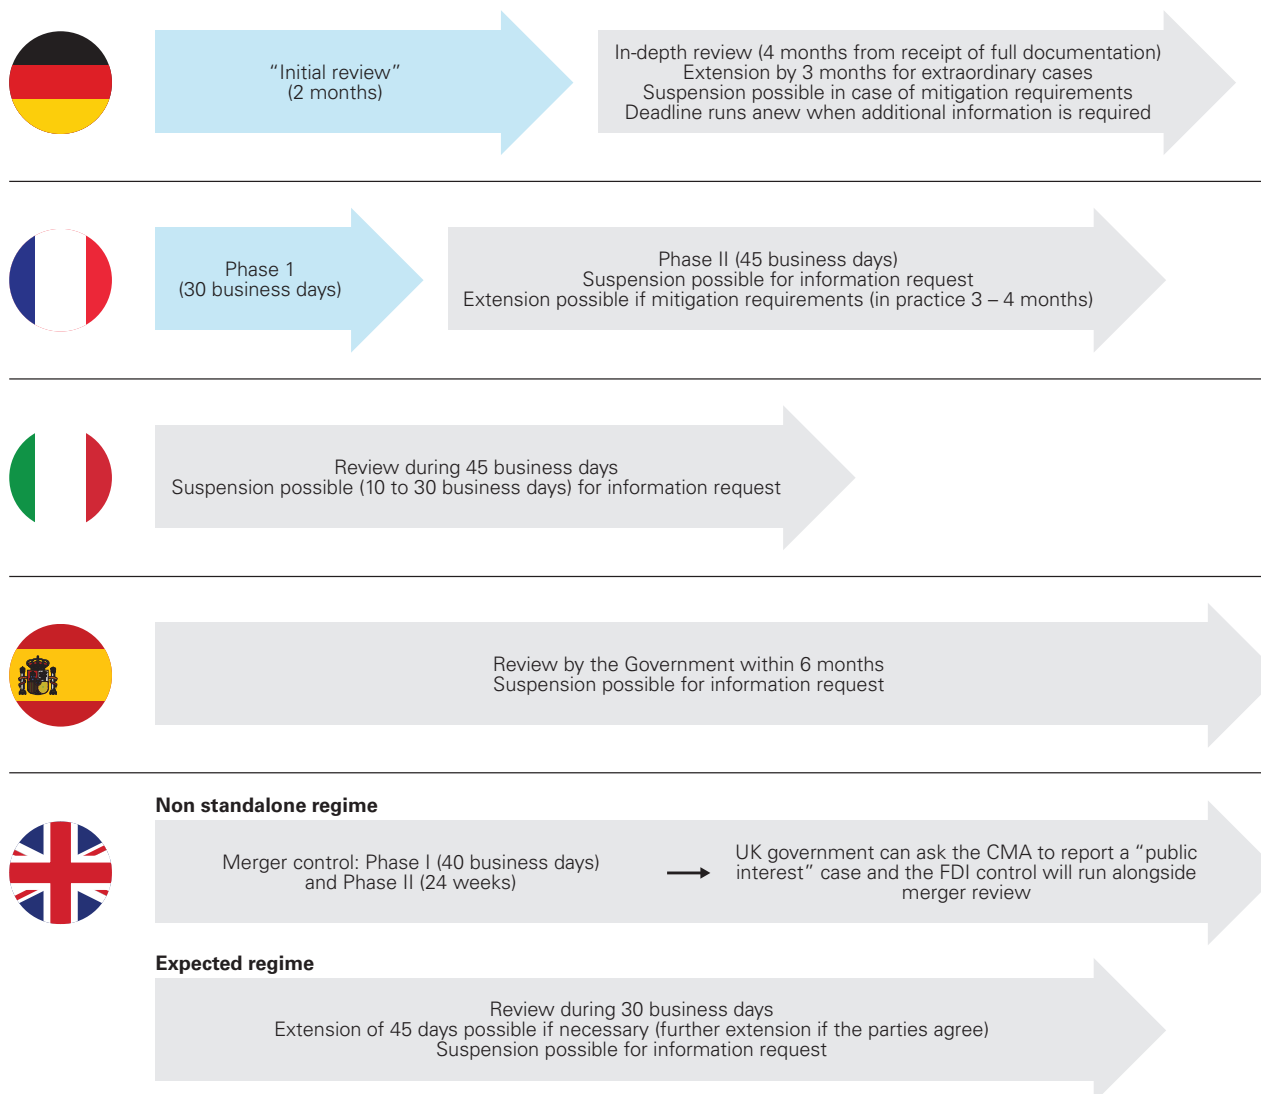 “Initial review”
(2 months)
In-depth review (4 months from receipt of full documentation)
Extension by 3 months for extraordinary cases
Suspension possible in case of mitigation requirements
Deadline runs anew when additional information is required
Phase 1
(30 business days)
Phase II (45 business days)
Suspension possible for information request
Extension possible if mitigation requirements (in practice 3 – 4 months)
Review during 45 business days
Suspension possible (10 to 30 business days) for information request
Review by the Government within 6 months
Suspension possible for information request
Non standalone regime
Merger control: Phase I (40 business days)
and Phase II (24 weeks)
UK government can ask the CMA to report a “public
interest” case and the FDI control will run alongside
merger review
Expected regime
Review during 30 business days
Extension of 45 days possible if necessary (further extension if the parties agree)
Suspension possible for information request